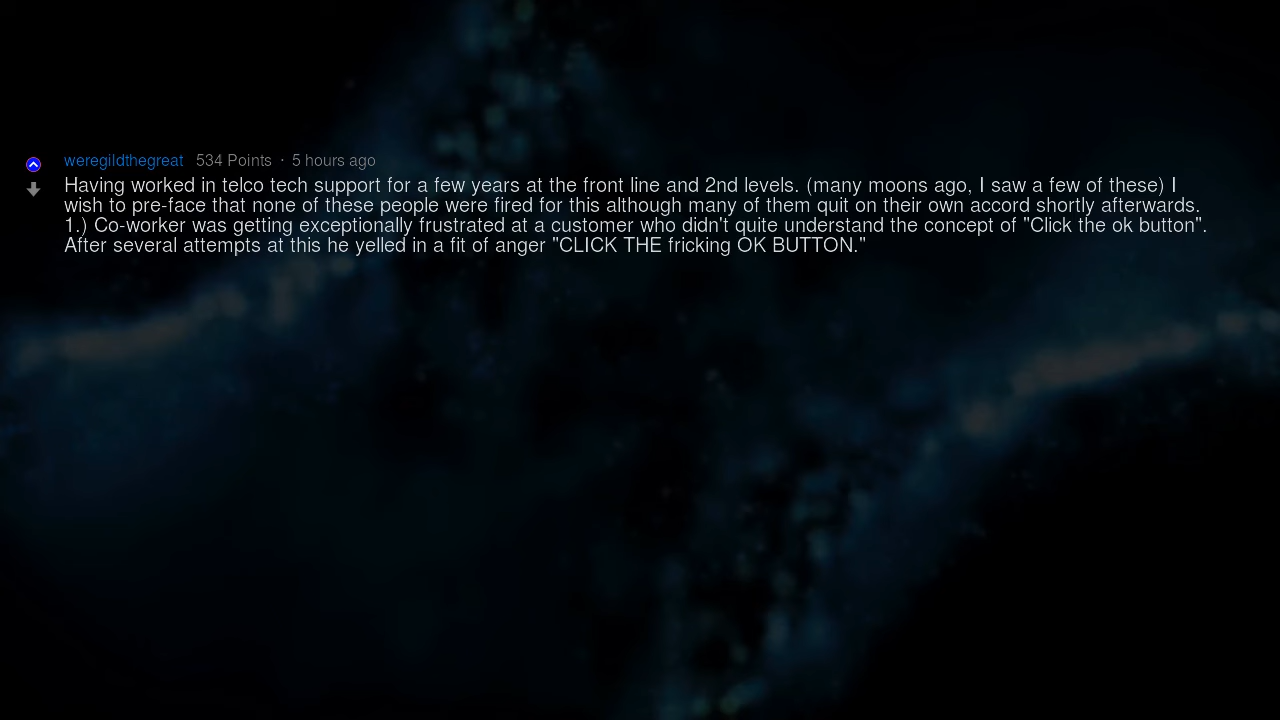 weregildthegreat 534 Points · 5 hours ago
Having worked in telco tech support for a few years at the front line and 2nd levels. (many moons ago, I saw a few of these) I
wish to pre-face that none of these people were fired for this although many of them quit on their own accord shortly afterwards.
1.) Co-worker was getting exceptionally frustrated at a customer who didn't quite understand the concept of "Click the ok button".
After several attempts at this he yelled in a fit of anger "CLICK THE fricking OK BUTTON."